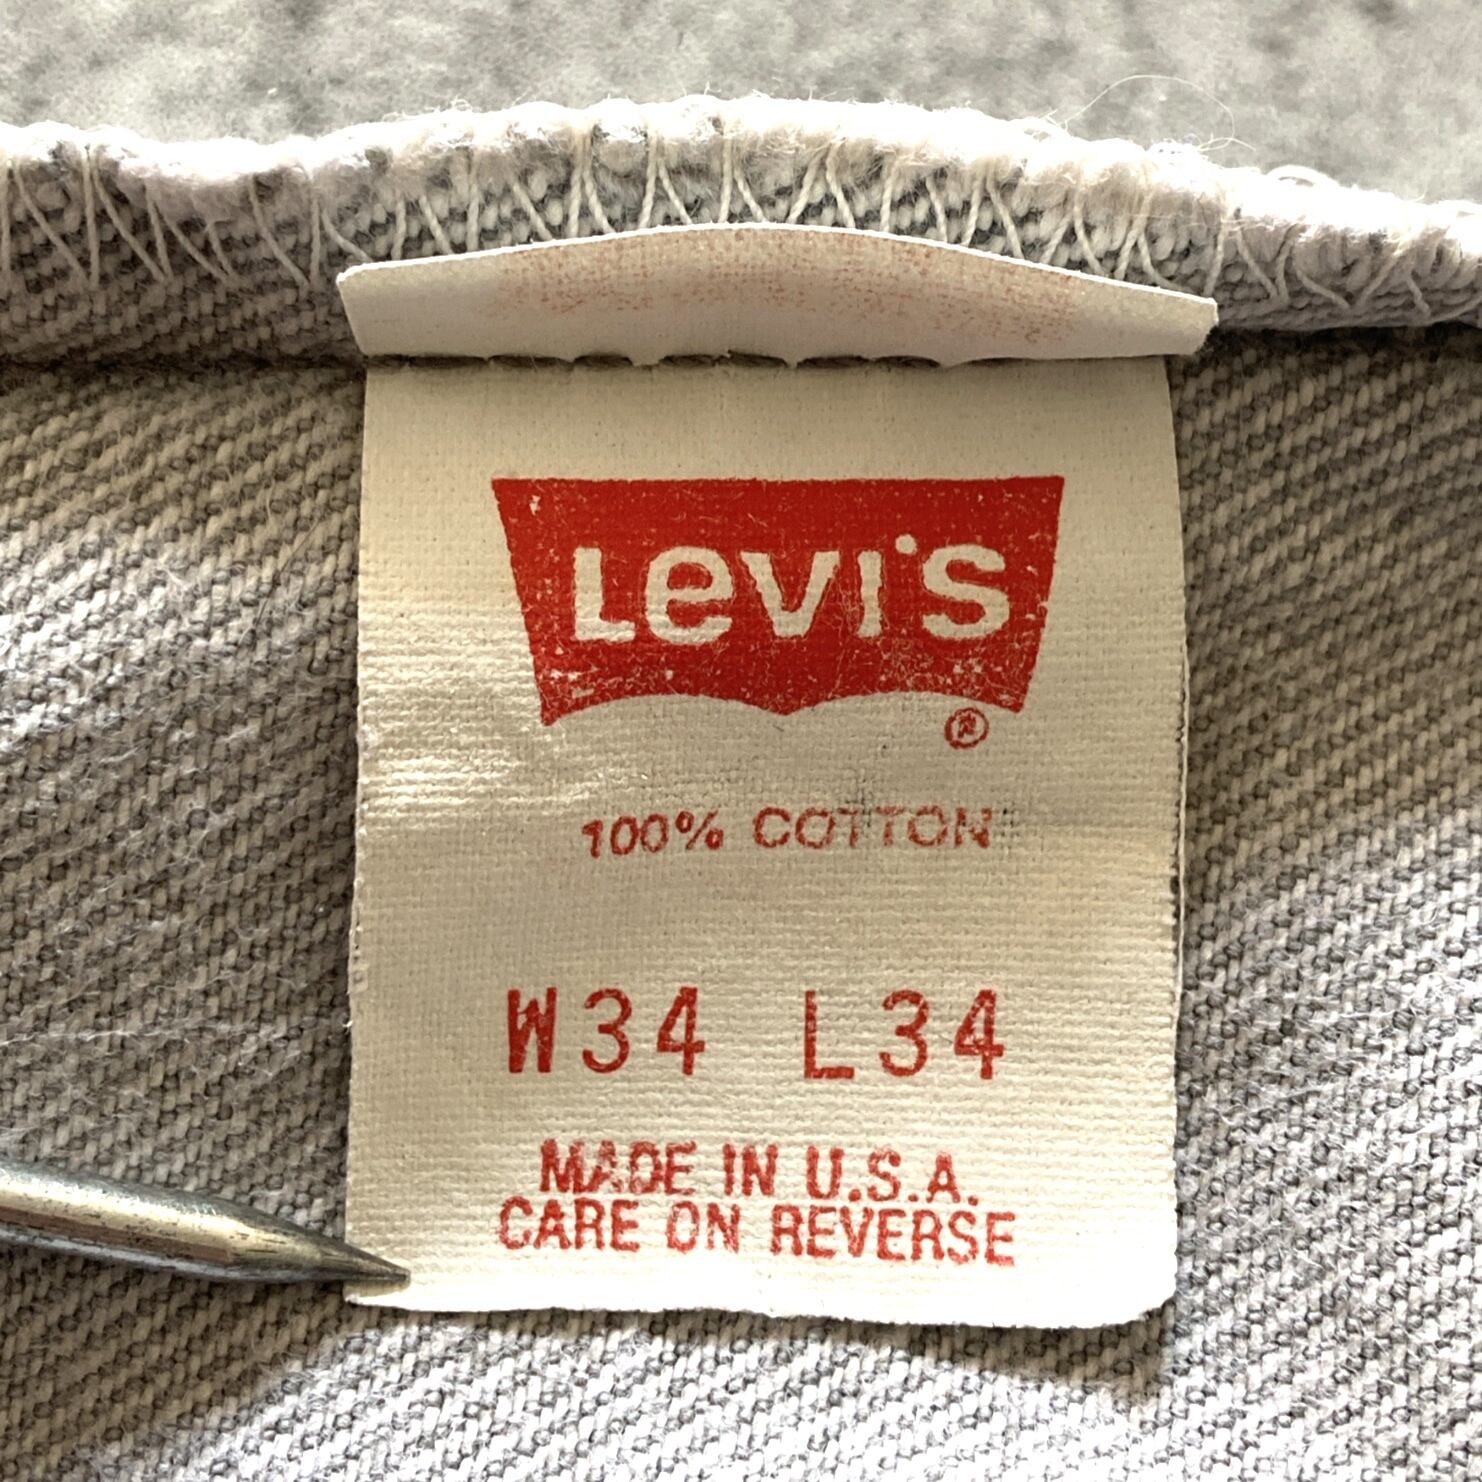 Levi's
®
100% COTTON
W34 L34
MADE IN U.S.A.
CARE ON REVERSE